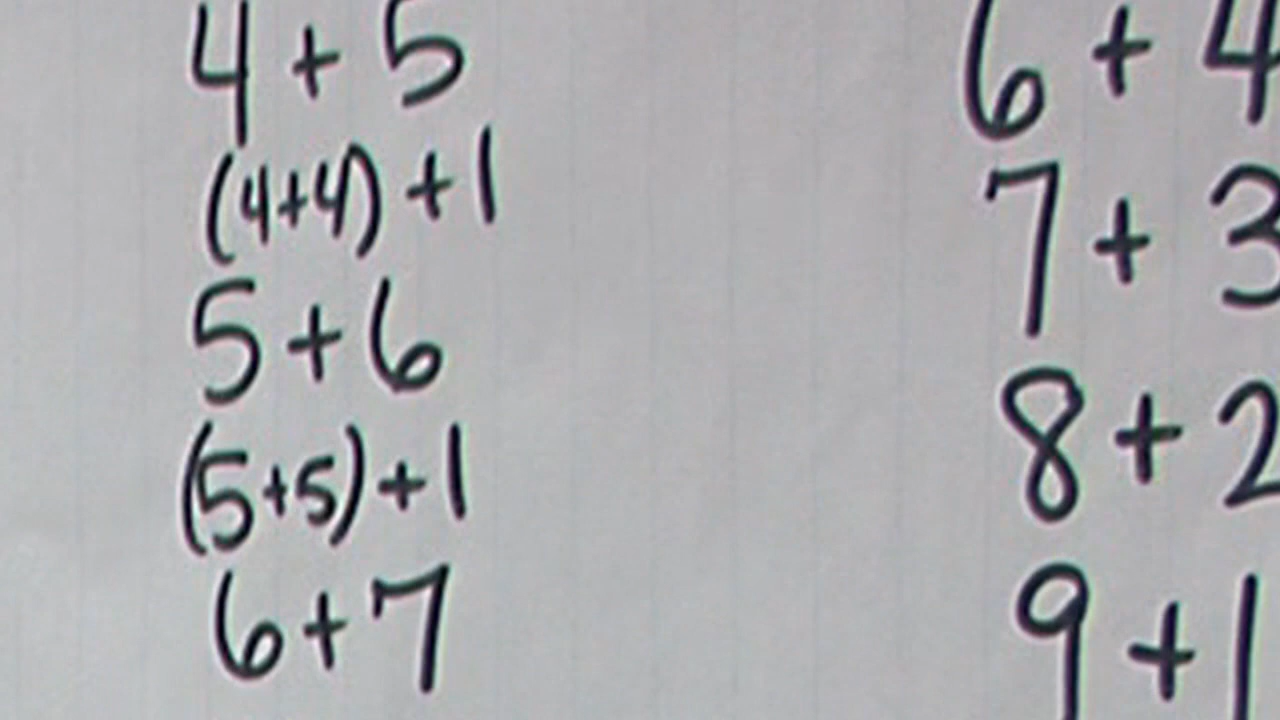 4 + 5
(4+4) + 1
5 + 6
(5+5) + 1
6 + 7
6 + 4
7 + 3
8 + 2
9 + 1